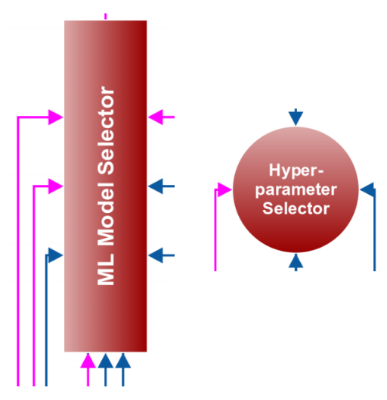 ML Model Selector
Hyper-
parameter
Selector